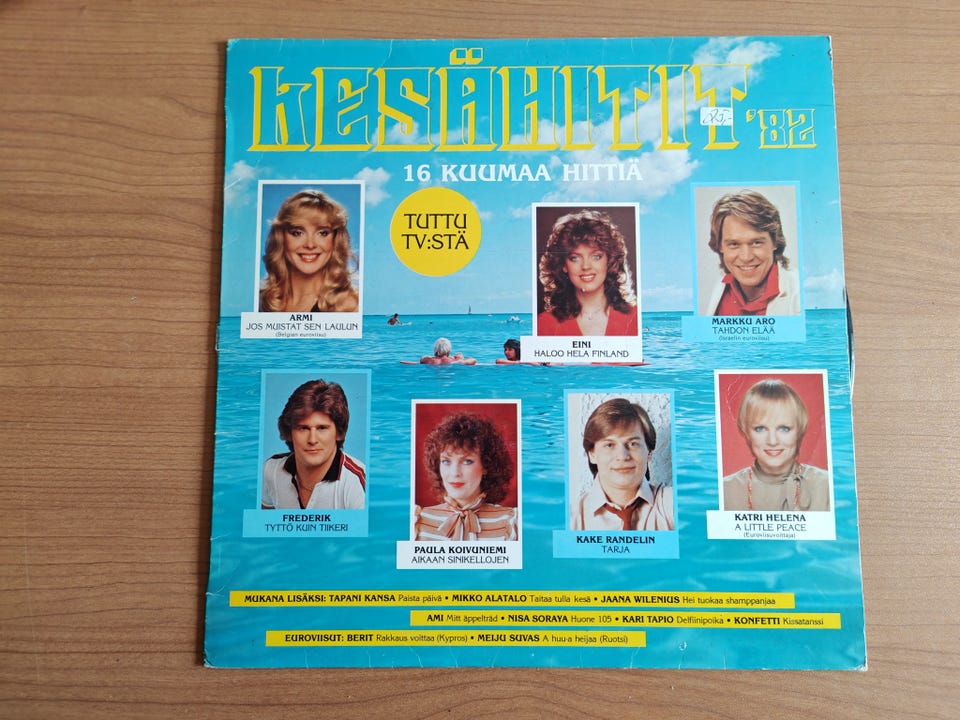 KESÄHITIT '82
25,-
16 KUUMAA HITTIÄ
TUTTU
TV:STÄ
ARMI
JOS MUISTAT SEN LAULUN
(Belgian euroviisu)
EINI
HALOO HELA FINLAND
MARKKU ARO
TAHDON ELÄÄ
(Israelin euroviisu)
FREDERIK
TYTTÖ KUIN TIIKERI
PAULA KOIVUNIEMI
AIKAAN SINIKELLOJEN
KAKE RANDELIN
TARJA
KATRI HELENA
A LITTLE PEACE
(Euroviisuvoittaja)
MUKANA LISÄKSI: TAPANI KANSA Paista päivä • MIKKO ALATALO Taitaa tulla kesä • JAANA WILENIUS Hei tuokaa shamppanjaa
AMI Mitt äppelträd • NISA SORAYA Huone 105 • KARI TAPIO Delfiinipoika • KONFETTI Kissatanssi
EUROVIISUT: BERIT Rakkaus voittaa (Kypros) • MEIJU SUVAS A huu-a heijaa (Ruotsi)